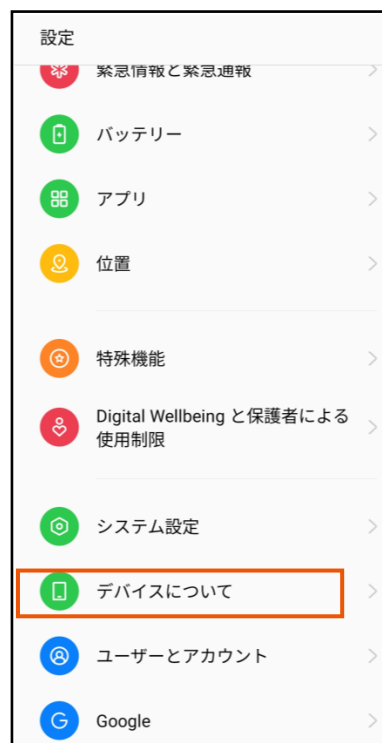 設定
緊急情報と緊急通報
バッテリー
アプリ
位置
特殊機能
Digital Wellbeing と保護者による
使用制限
システム設定
デバイスについて
ユーザーとアカウント
Google